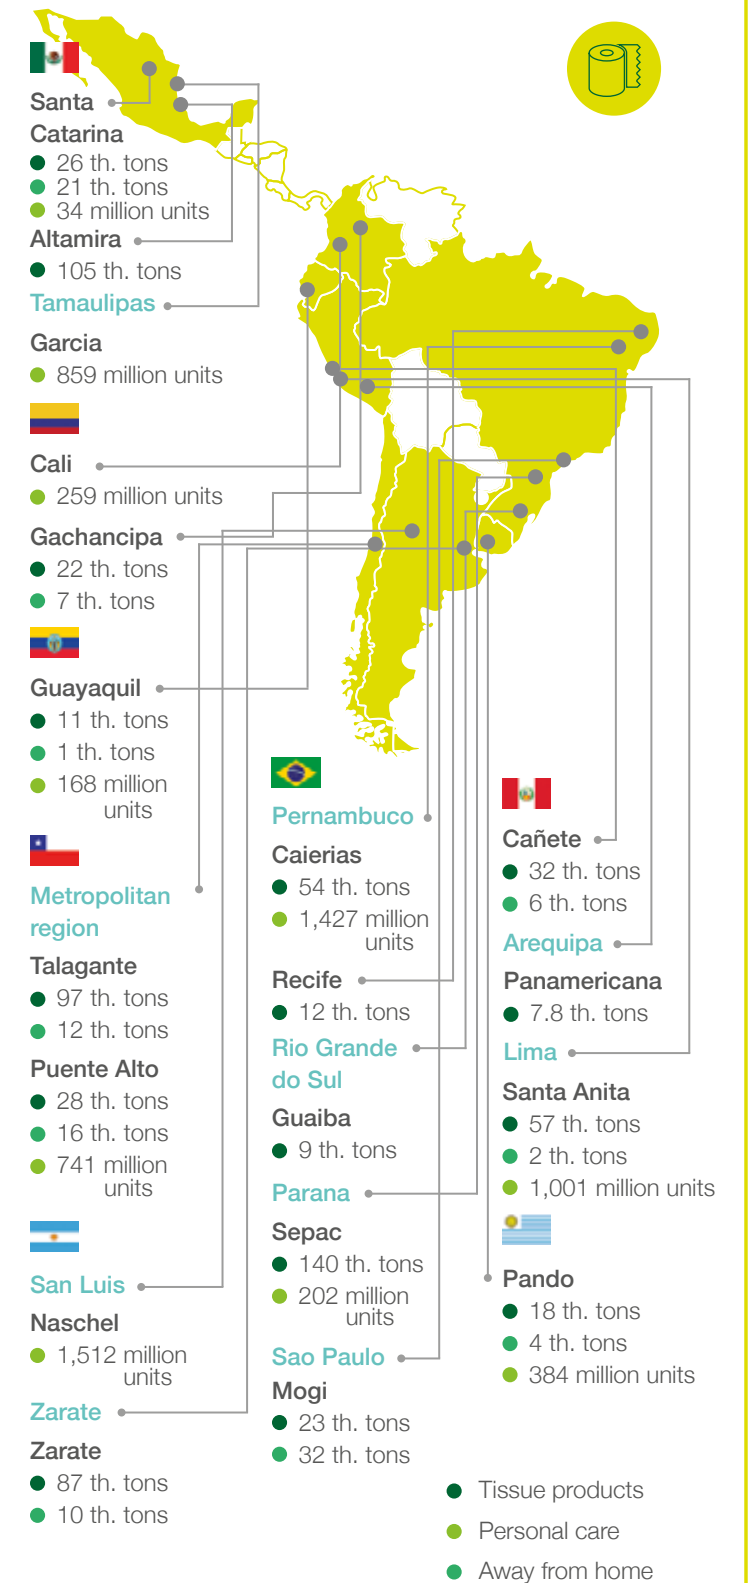 Santa
Catarina
26 th. tons
21 th. tons
34 million units
Altamira
105 th. tons
Tamaulipas
Garcia
859 million units
Cali
259 million units
Gachancipa
22 th. tons
7 th. tons
Guayaquil
11 th. tons
1 th. tons
168 million
units
Metropolitan
region
Talagante
97 th. tons
12 th. tons
Puente Alto
28 th. tons
16 th. tons
741 million
units
San Luis
Naschel
1,512 million
units
Zarate
Zarate
87 th. tons
10 th. tons
Pernambuco
Caierias
54 th. tons
1,427 million
units
Recife
12 th. tons
Rio Grande
do Sul
Guaiba
9 th. tons
Parana
Sepac
140 th. tons
202 million
units
Sao Paulo
Mogi
23 th. tons
32 th. tons
Cañete
32 th. tons
6 th. tons
Arequipa
Panamericana
7.8 th. tons
Lima
Santa Anita
57 th. tons
2 th. tons
1,001 million units
Pando
18 th. tons
4 th. tons
384 million units
Tissue products
Personal care
Away from home